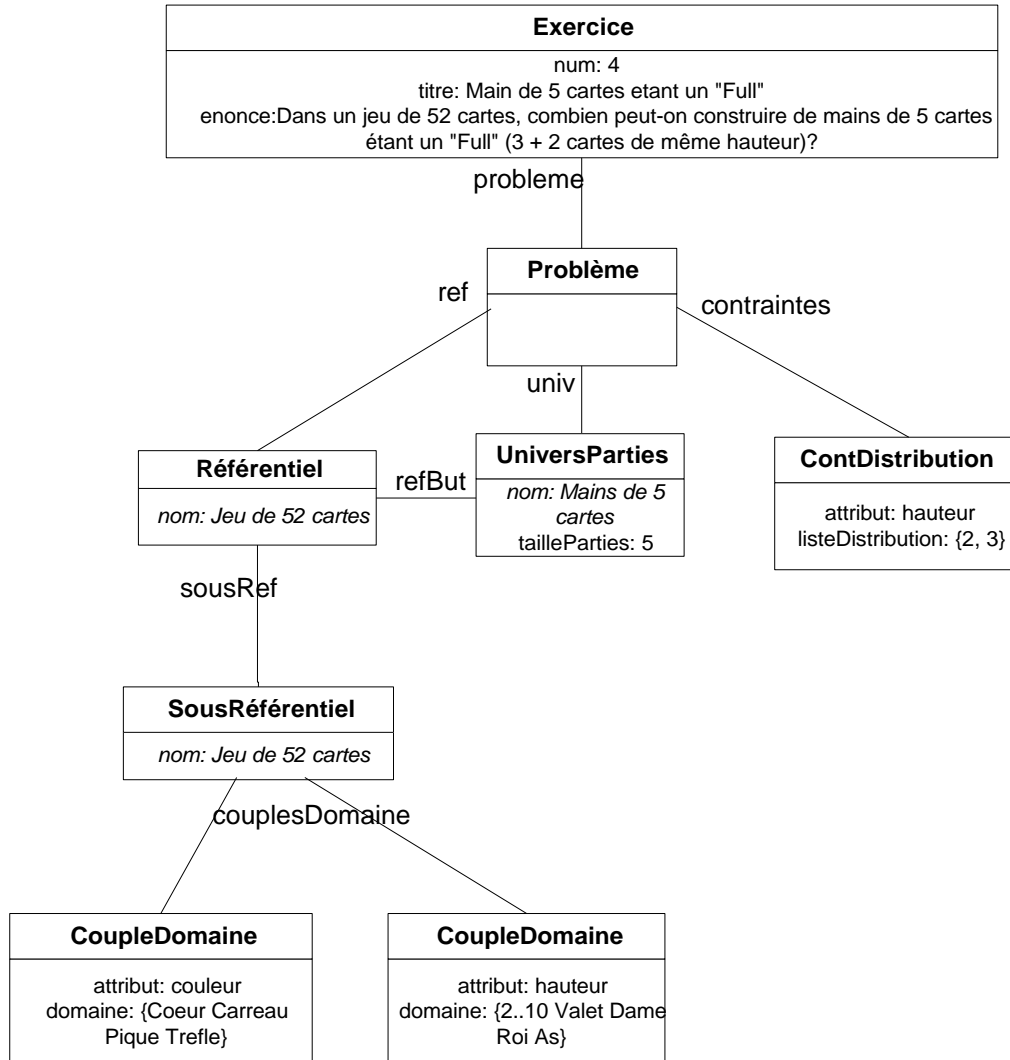 Exercice
num: 4
titre: Main de 5 cartes etant un "Full"
enonce:Dans un jeu de 52 cartes, combien peut-on construire de mains de 5 cartes
étant un "Full" (3 + 2 cartes de même hauteur)?
probleme
Problème
ref
contraintes
univ
Référentiel
nom: Jeu de 52 cartes
refBut
UniversParties
nom: Mains de 5
cartes
tailleParties: 5
ContDistribution
attribut: hauteur
listeDistribution: {2, 3}
sousRef
SousRéférentiel
nom: Jeu de 52 cartes
couplesDomaine
CoupleDomaine
attribut: couleur
domaine: {Coeur Carreau
Pique Trefle}
CoupleDomaine
attribut: hauteur
domaine: {2..10 Valet Dame
Roi As}